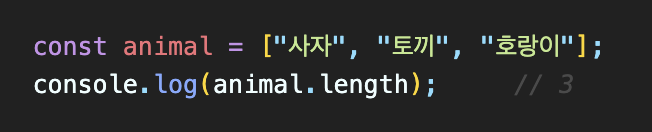 const animal = ["사자", "토끼", "호랑이"];
console.log(animal.length);     // 3